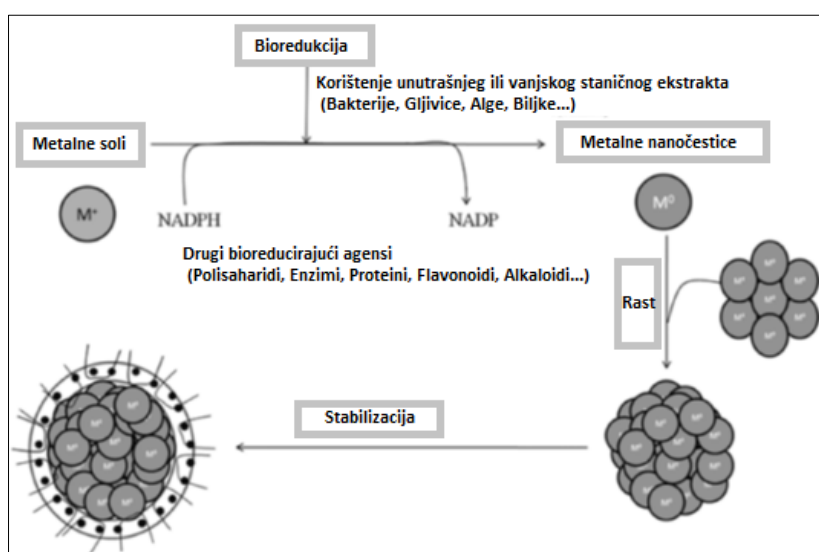 Bioredukcija
Korištenje unutrašnjeg ili vanjskog staničnog ekstrakta
(Bakterije, Gljivice, Alge, Biljke...)
Metalne soli
Metalne nanočestice
M⁺
NADPH
NADP
M⁰
Drugi bioreducirajući agensi
(Polisaharidi, Enzimi, Proteini, Flavonoidi, Alkaloidi...)
Rast
Stabilizacija